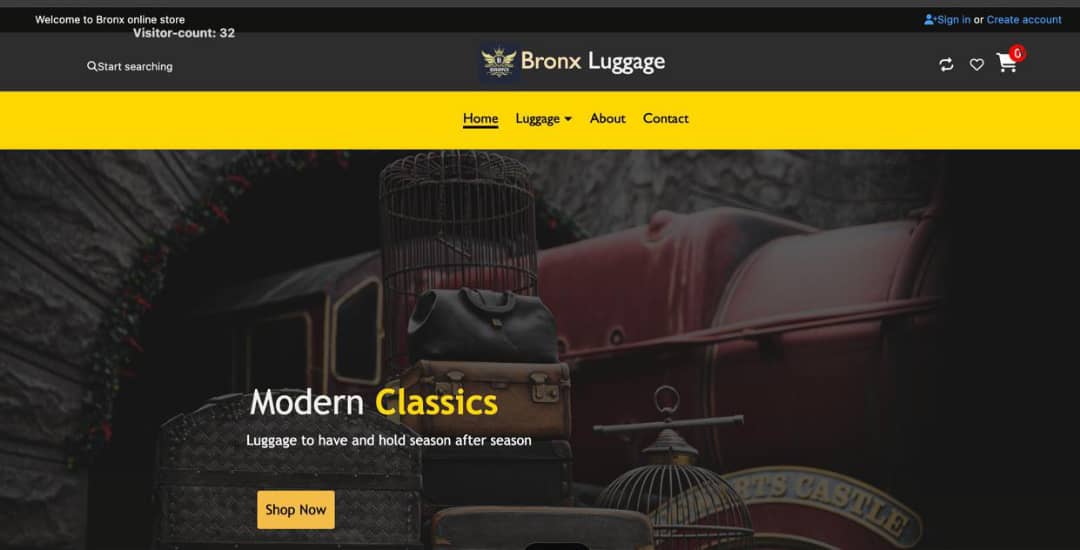 Welcome to Bronx online store
Sign in or Create account
Visitor-count: 32
Start searching
BRONX
Bronx Luggage
0
Home Luggage About Contact
Modern Classics
Luggage to have and hold season after season
Shop Now
CASTLE